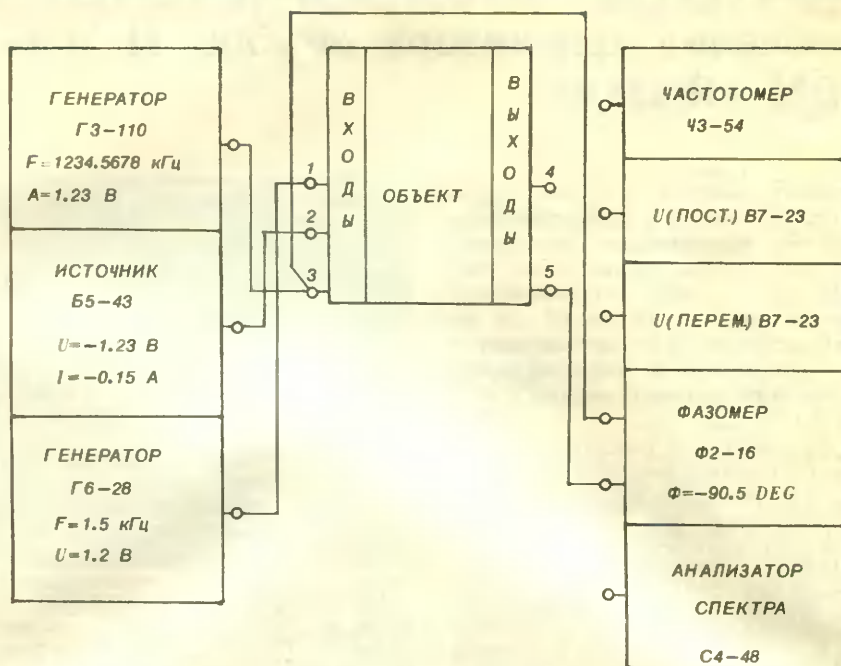 ГЕНЕРАТОР
Г3-110
F=1234.5678 кГц
A=1.23 В
ИСТОЧНИК
Б5-43
U=-1.23 В
I=-0.15 А
ГЕНЕРАТОР
Г6-28
F=1.5 кГц
U=1.2 В
1
2
3
ВХОДЫ
ОБЪЕКТ
ВЫХОДЫ
4
5
ЧАСТОТОМЕР
Ч3-54
U(ПОСТ.) В7-23
U(ПЕРЕМ.) В7-23
ФАЗОМЕР
Ф2-16
Ф=-90.5 DEG
АНАЛИЗАТОР
СПЕКТРА
С4-48